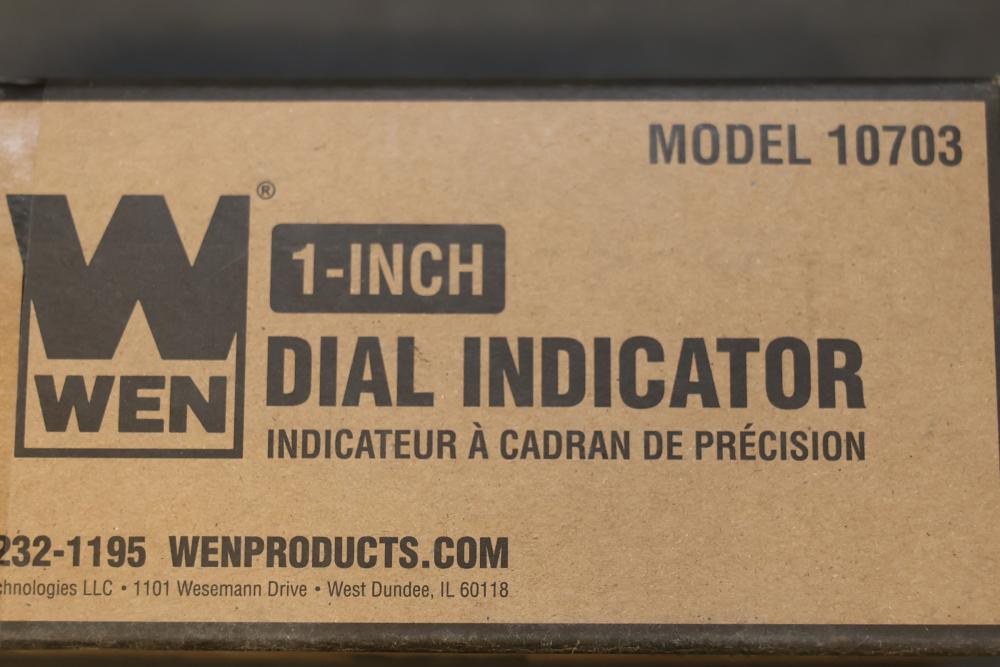 MODEL 10703
®
1-INCH
WEN
DIAL INDICATOR
INDICATEUR À CADRAN DE PRÉCISION
232-1195 WENPRODUCTS.COM
chnologies LLC • 1101 Wesemann Drive • West Dundee, IL 60118